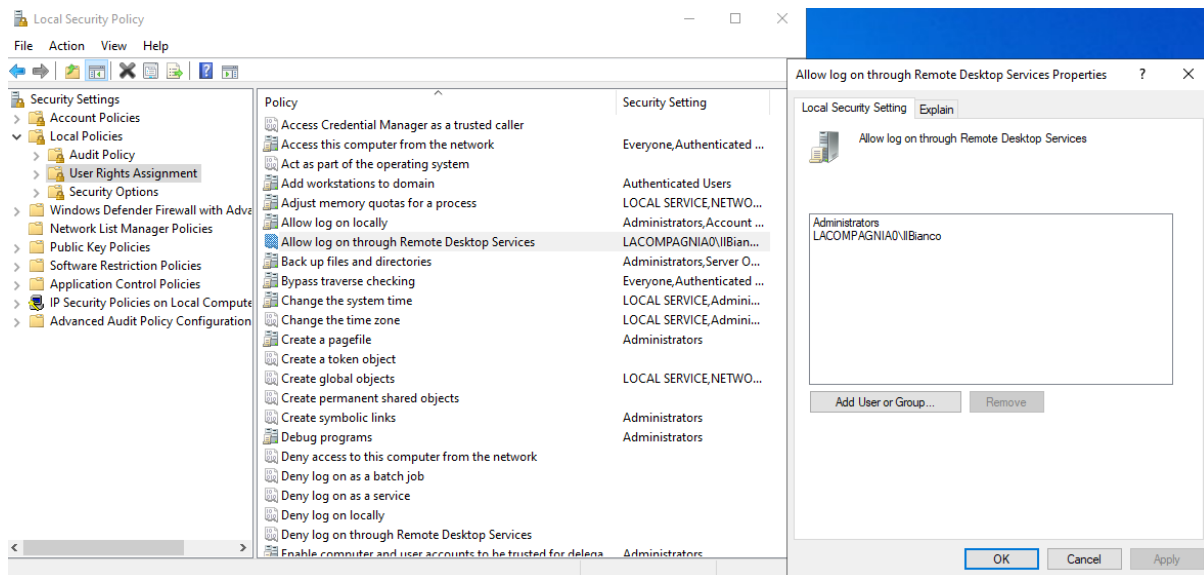 Local Security Policy
File Action View Help
Security Settings
Account Policies
Local Policies
Audit Policy
User Rights Assignment
Security Options
Windows Defender Firewall with Adva
Network List Manager Policies
Public Key Policies
Software Restriction Policies
Application Control Policies
IP Security Policies on Local Compute
Advanced Audit Policy Configuration
Policy Security Setting
Access Credential Manager as a trusted caller
Access this computer from the network Everyone,Authenticated ...
Act as part of the operating system
Add workstations to domain Authenticated Users
Adjust memory quotas for a process LOCAL SERVICE,NETWO...
Allow log on locally Administrators,Account ...
Allow log on through Remote Desktop Services LACOMPAGNIA0\IlBian...
Back up files and directories Administrators,Server O...
Bypass traverse checking Everyone,Authenticated ...
Change the system time LOCAL SERVICE,Admini...
Change the time zone LOCAL SERVICE,Admini...
Create a pagefile Administrators
Create a token object
Create global objects LOCAL SERVICE,NETWO...
Create permanent shared objects
Create symbolic links Administrators
Debug programs Administrators
Deny access to this computer from the network
Deny log on as a batch job
Deny log on as a service
Deny log on locally
Deny log on through Remote Desktop Services
Enable computer and user accounts to be trusted for delega Administrators
Allow log on through Remote Desktop Services Properties ?
Local Security Setting Explain
Allow log on through Remote Desktop Services
Administrators
LACOMPAGNIA0\IlBianco
Add User or Group... Remove
OK Cancel Apply